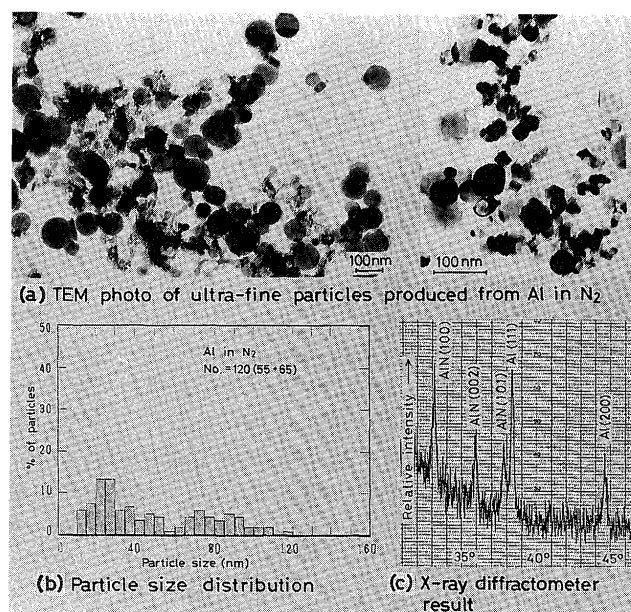 100nm
100 nm
(a) TEM photo of ultra-fine particles produced from Al in N₂
50
40
30
20
10
0
% of particles
Al in N₂
No. = 120 (55+65)
40
80
120
160
Particle size (nm)
(b) Particle size distribution
Relative intensity →
AlN(100)
AlN(002)
AlN(101)
Al(111)
Al(200)
35°
40°
45°
(c) X-ray diffractometer
result